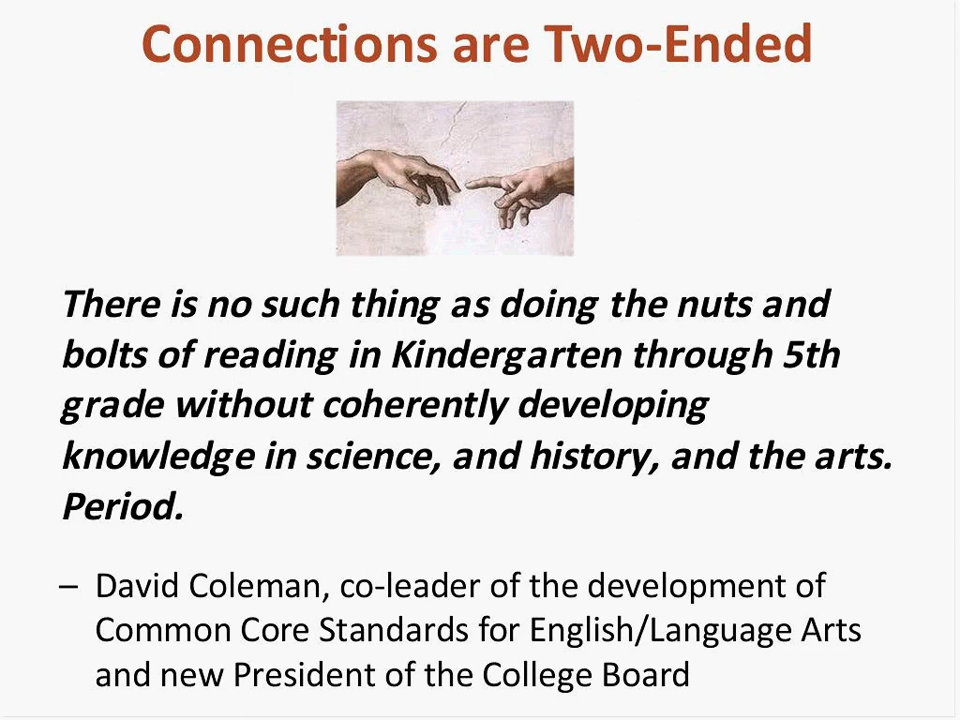 Connections are Two-Ended
There is no such thing as doing the nuts and
bolts of reading in Kindergarten through 5th
grade without coherently developing
knowledge in science, and history, and the arts.
Period.
– David Coleman, co-leader of the development of
Common Core Standards for English/Language Arts
and new President of the College Board